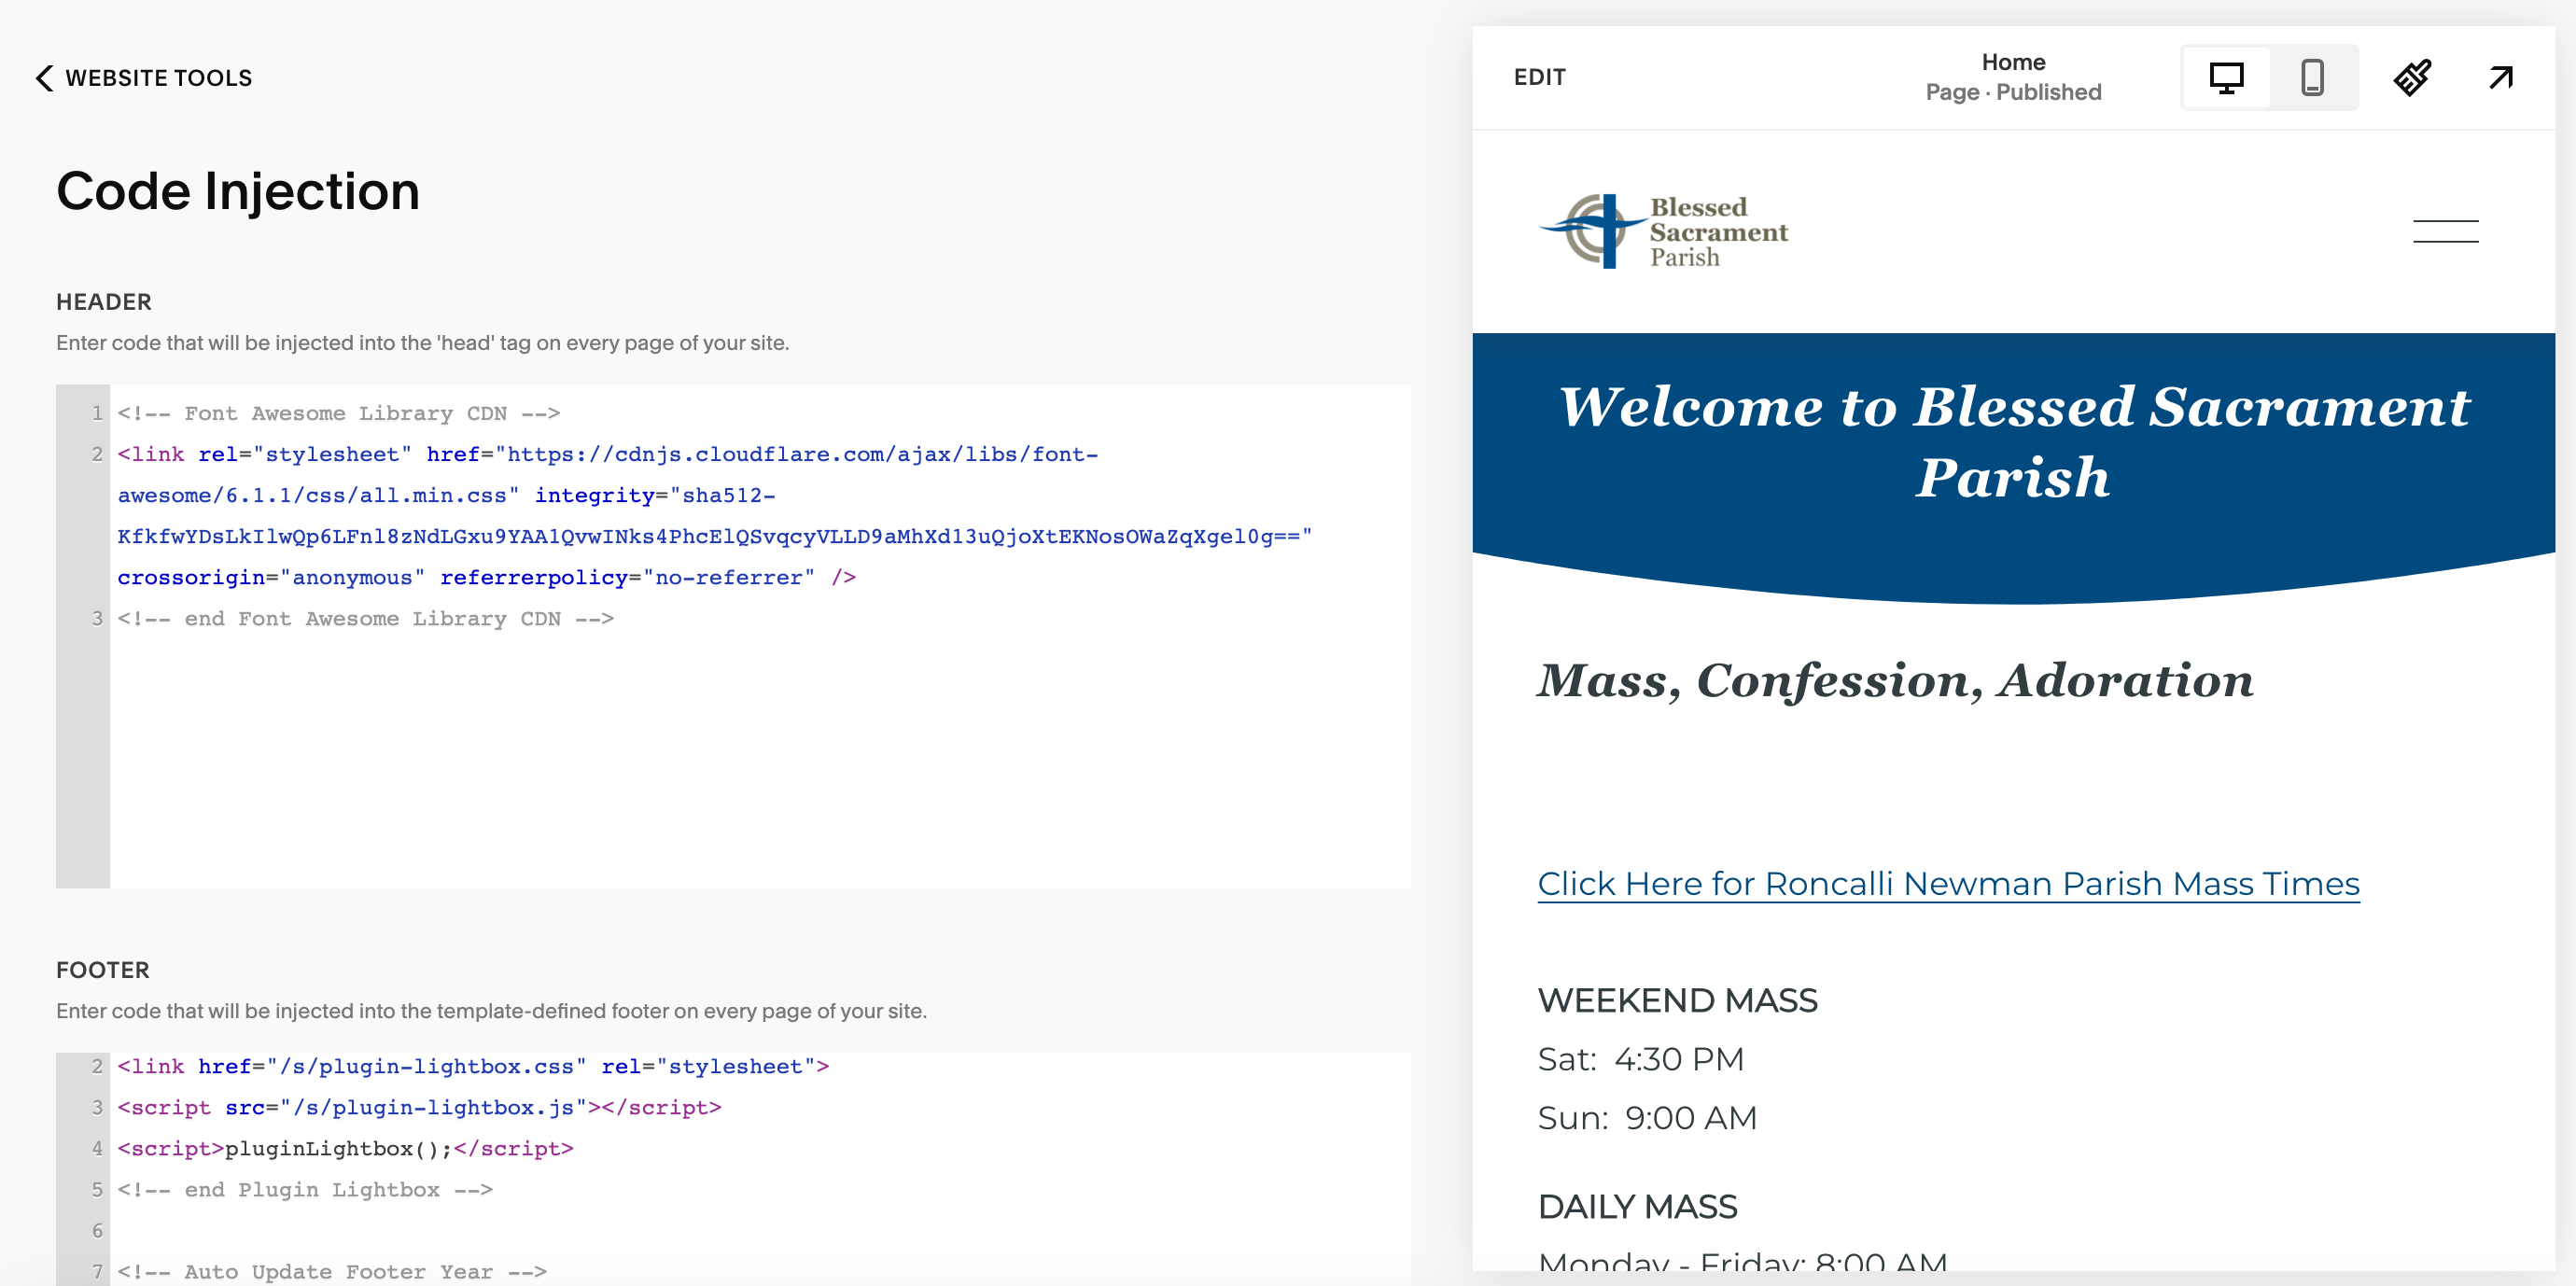 WEBSITE TOOLS
Code Injection
HEADER
Enter code that will be injected into the 'head' tag on every page of your site.
1 <!-- Font Awesome Library CDN -->
2 <link rel="stylesheet" href="https://cdnjs.cloudflare.com/ajax/libs/font-
awesome/6.1.1/css/all.min.css" integrity="sha512-
KfkfwYDsLkIlwQp6LFnl8zNdLGxu9YAA1QvwINks4PhcElQSvqcyVLLD9aMhXd13uQjoXtEKNosOWaZqXgel0g=="
crossorigin="anonymous" referrerpolicy="no-referrer" />
3 <!-- end Font Awesome Library CDN -->
FOOTER
Enter code that will be injected into the template-defined footer on every page of your site.
2 <link href="/s/plugin-lightbox.css" rel="stylesheet">
3 <script src="/s/plugin-lightbox.js"></script>
4 <script>pluginLightbox();</script>
5 <!-- end Plugin Lightbox -->
6
7 <!-- Auto Update Footer Year -->
EDIT
Home
Page · Published
Blessed
Sacrament
Parish
Welcome to Blessed Sacrament
Parish
Mass, Confession, Adoration
Click Here for Roncalli Newman Parish Mass Times
WEEKEND MASS
Sat: 4:30 PM
Sun: 9:00 AM
DAILY MASS
Monday - Friday: 8:00 AM